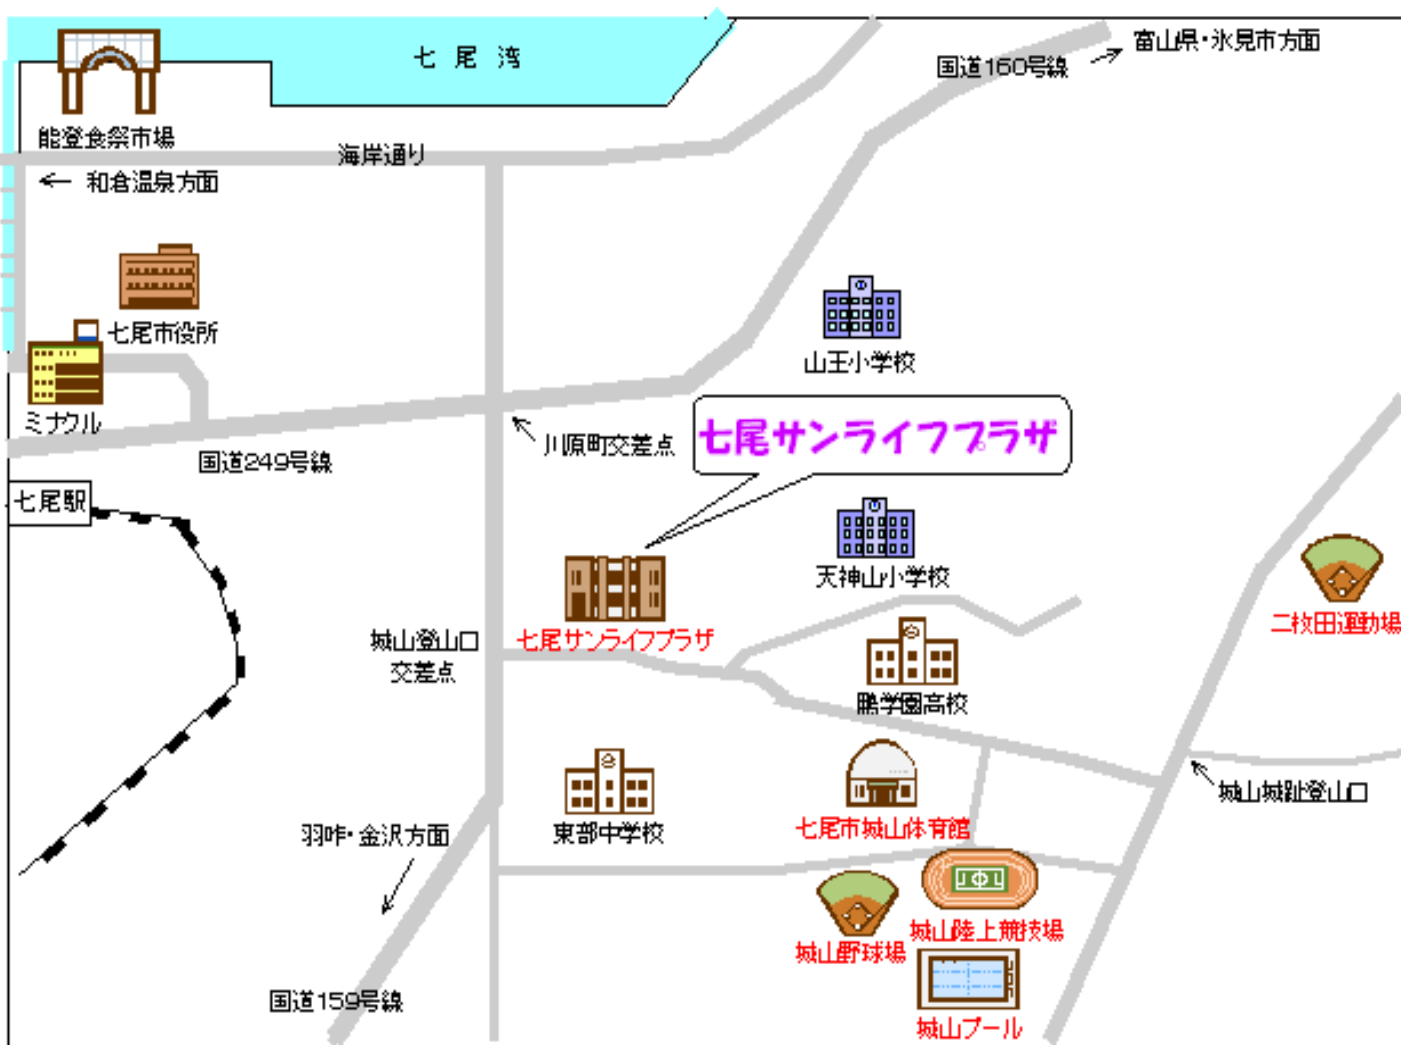 七尾湾
富山県・氷見市方面
国道160号線
能登食祭市場
海岸通り
← 和倉温泉方面
七尾市役所
山王小学校
ミナクル
川原町交差点
七尾サンライフプラザ
国道249号線
七尾駅
天神山小学校
二枚田運動場
七尾サンライフプラザ
城山登山口
交差点
鵬学園高校
城山城趾登山口
東部中学校
七尾市城山体育館
羽咋・金沢方面
城山陸上競技場
城山野球場
国道159号線
城山プール